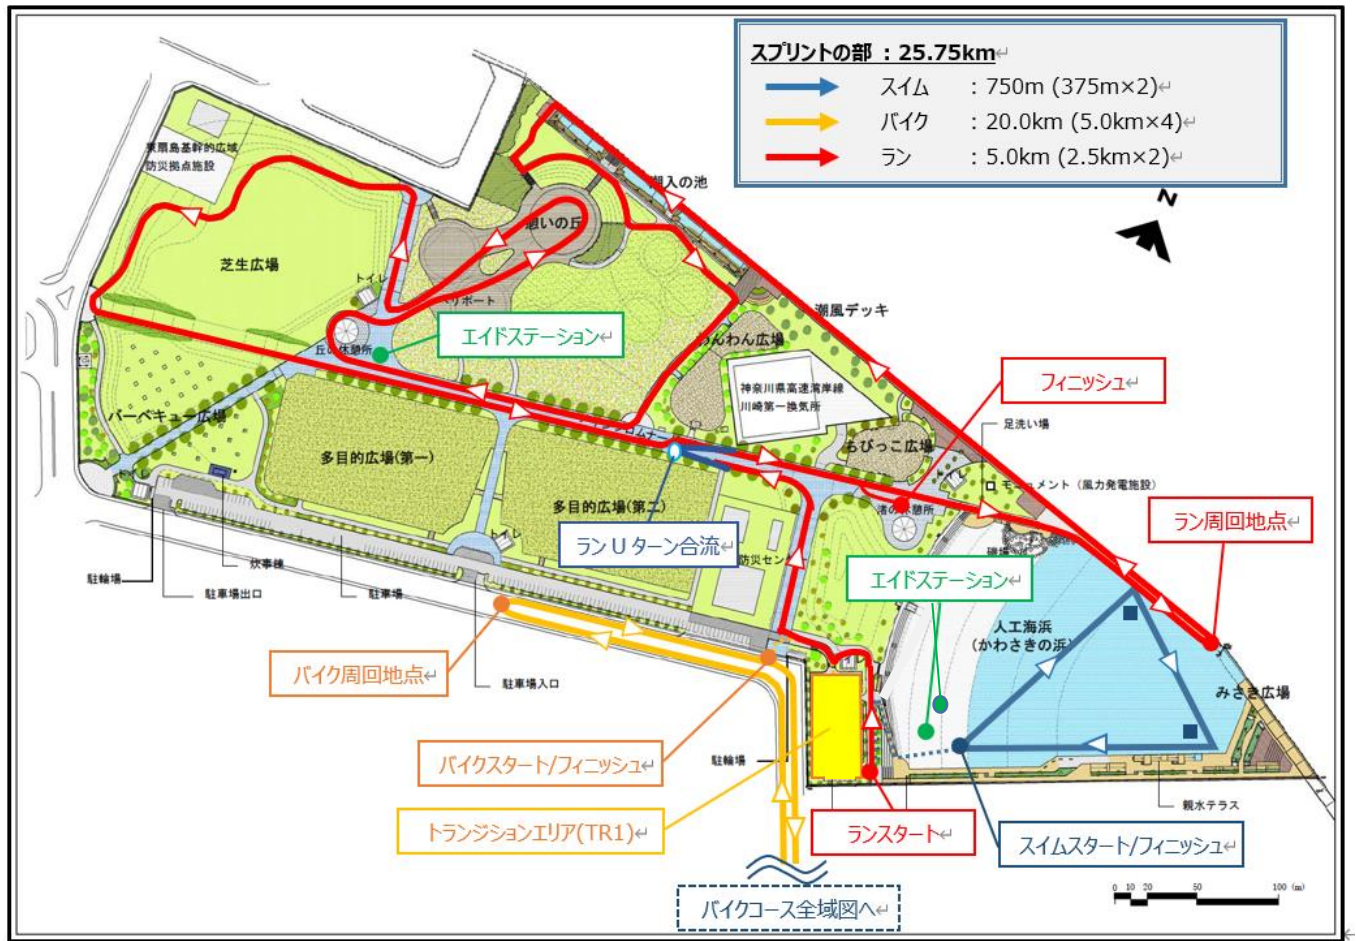 スプリントの部 : 25.75km
スイム : 750m (375m×2)
バイク : 20.0km (5.0km×4)
ラン : 5.0km (2.5km×2)
N
東扇島基幹的広域
防災拠点施設
潮入の池
憩いの丘
芝生広場
トイレ
ヘリポート
潮風デッキ
エイドステーション
丘の休憩所
わんわん広場
神奈川県高速湾岸線
川崎第一換気所
フィニッシュ
バーベキュー広場
足洗い場
ちびっこ広場
多目的広場(第一)
トイレ
モニュメント（風力発電施設）
多目的広場(第二)
渚の休憩所
ラン周回地点
ランUターン合流
トイレ
磯場
防災セン
エイドステーション
駐輪場
炊事棟
駐車場出口
駐車場
人工海浜
(かわさきの浜)
バイク周回地点
駐車場入口
みさき広場
バイクスタート/フィニッシュ
駐輪場
親水テラス
トランジションエリア(TR1)
ランスタート
スイムスタート/フィニッシュ
バイクコース全域図へ
0 10 20 50 100 (m)